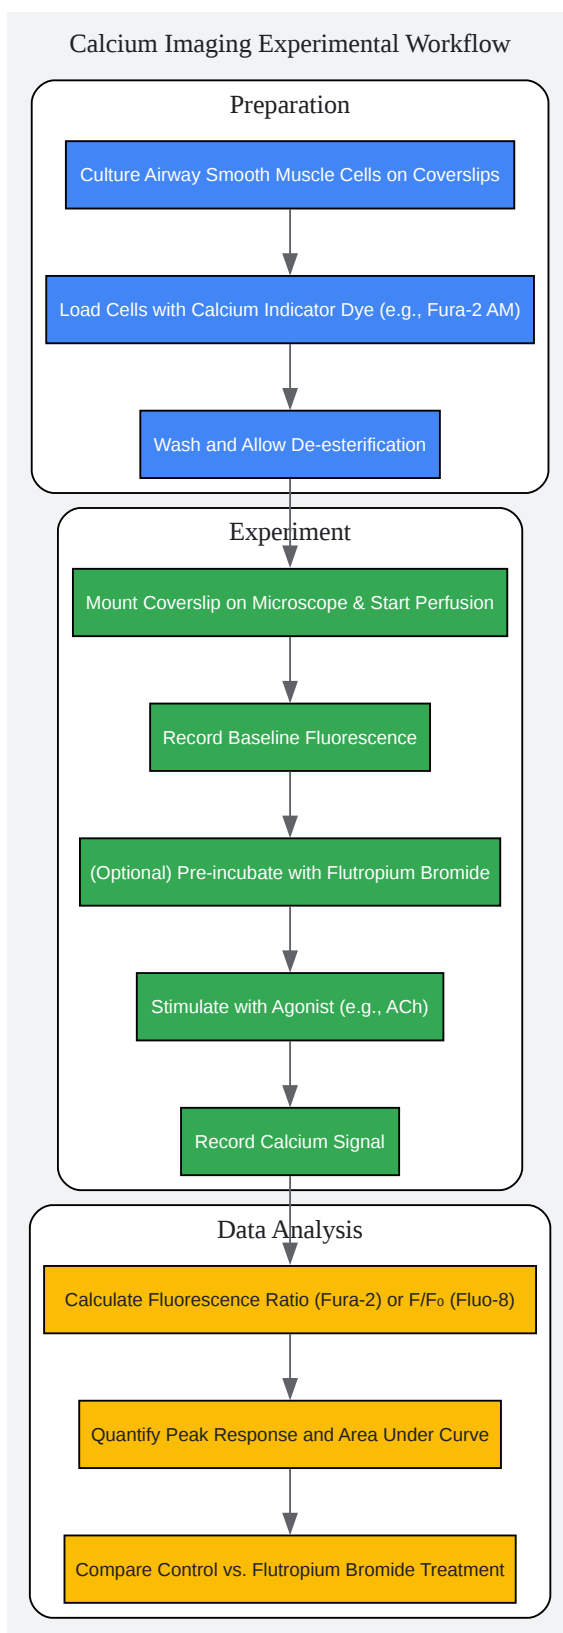 Calcium Imaging Experimental Workflow
Preparation
Culture Airway Smooth Muscle Cells on Coverslips
Load Cells with Calcium Indicator Dye (e.g., Fura-2 AM)
Wash and Allow De-esterification
Experiment
Mount Coverslip on Microscope & Start Perfusion
Record Baseline Fluorescence
(Optional) Pre-incubate with Flutropium Bromide
Stimulate with Agonist (e.g., ACh)
Record Calcium Signal
Data Analysis
Calculate Fluorescence Ratio (Fura-2) or F/F₀ (Fluo-8)
Quantify Peak Response and Area Under Curve
Compare Control vs. Flutropium Bromide Treatment